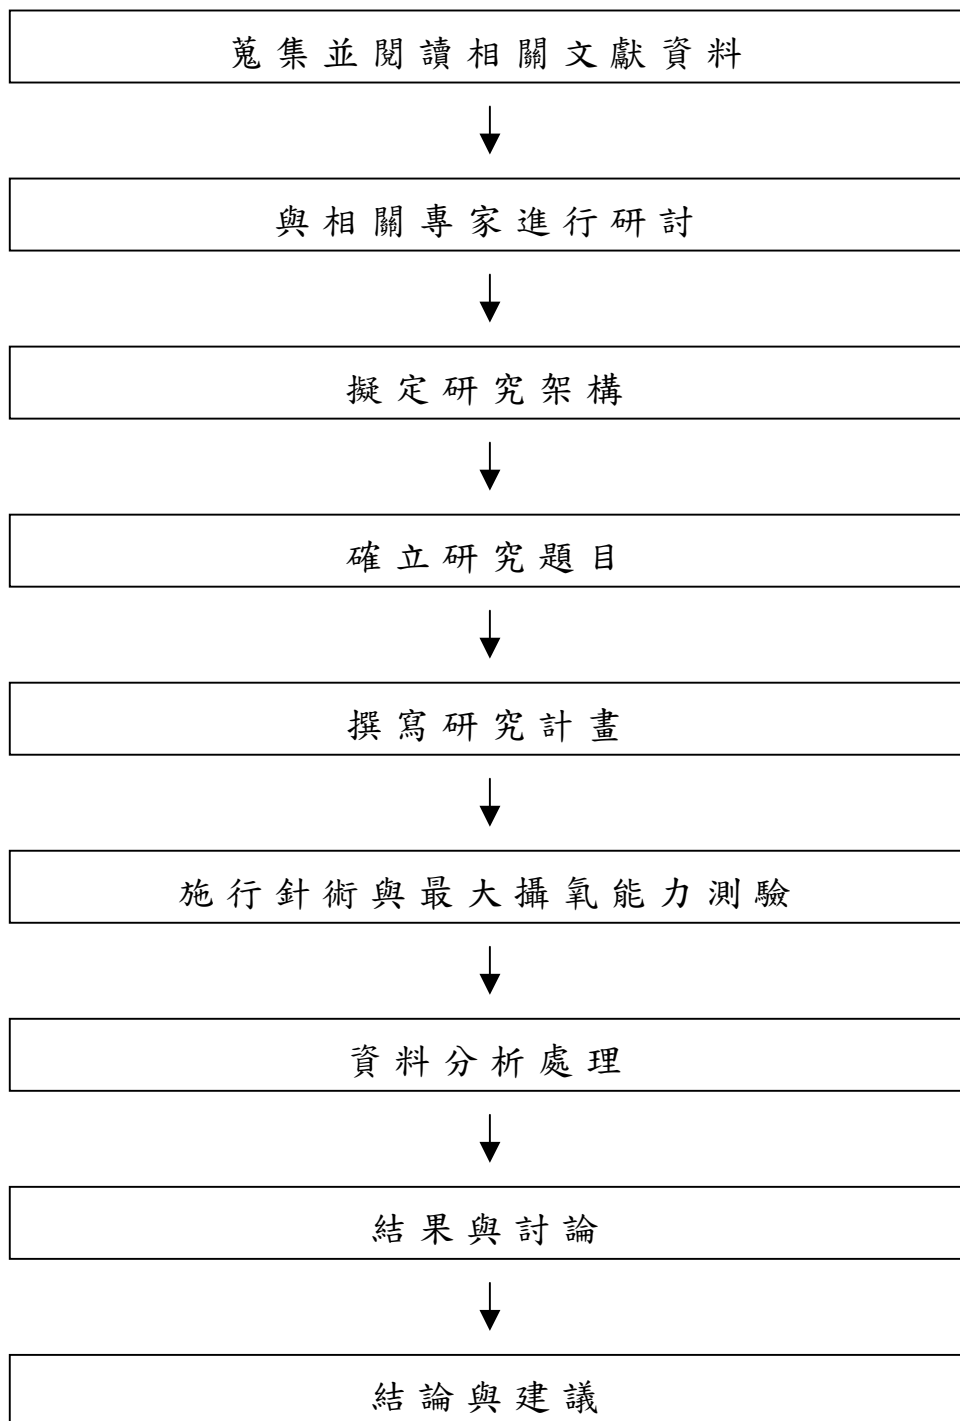 蒐集並閱讀相關文獻資料
與相關專家進行研討
擬定研究架構
確立研究題目
撰寫研究計畫
施行針術與最大攝氧能力測驗
資料分析處理
結果與討論
結論與建議